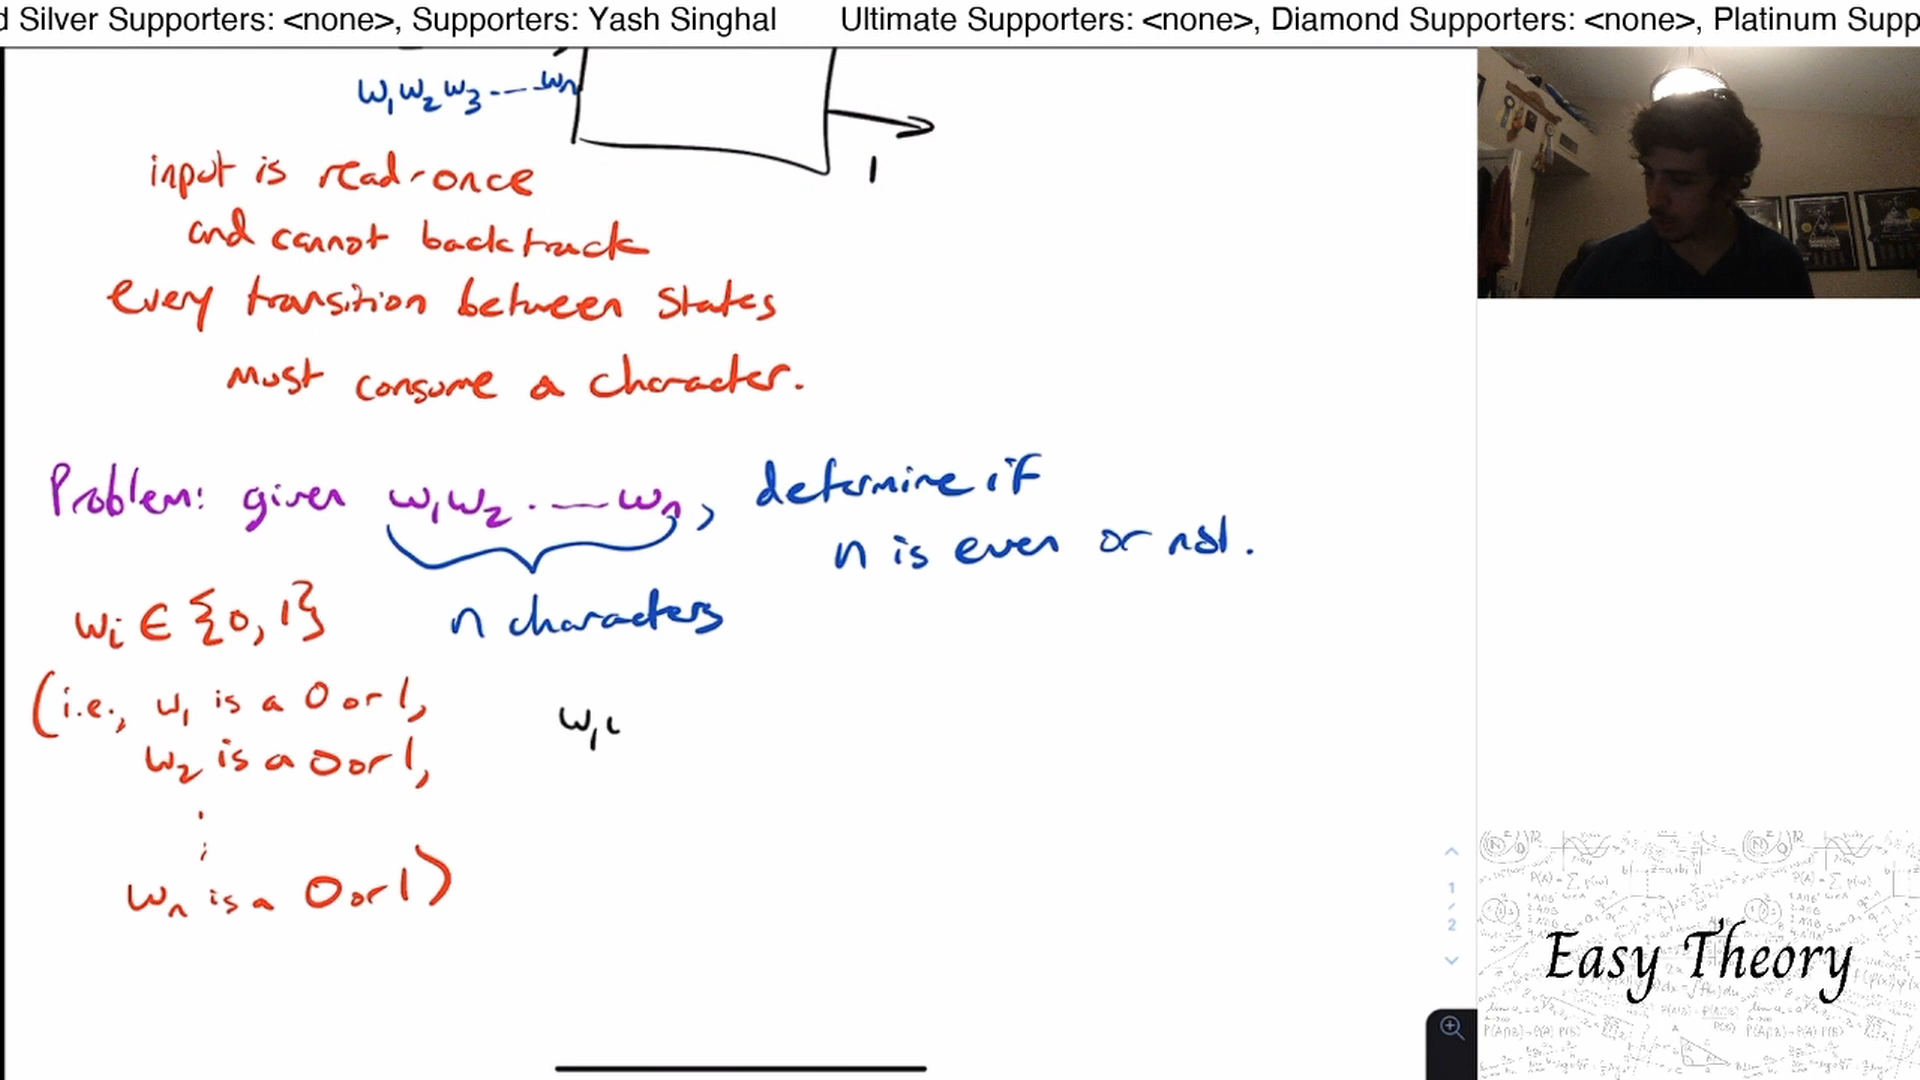 d Silver Supporters: <none>, Supporters: Yash Singhal Ultimate Supporters: <none>, Diamond Supporters: <none>, Platinum Supp
w₁w₂w₃---wₙ
1
input is read-once
and cannot backtrack
every transition between states
must consume a character.
Problem: given w₁w₂.—wₙ, determine if
n is even or not.
n characters
wᵢ ∈ {0,1}
(i.e., w₁ is a 0 or 1,
w₂ is a 0 or 1,
wₙ is a 0 or 1)
w₁
1
2
Easy Theory